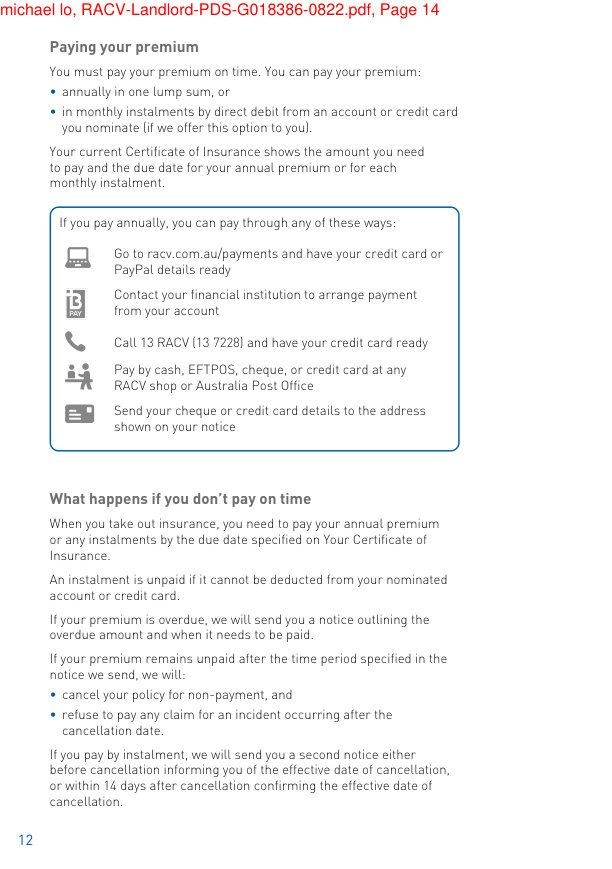 michael lo, RACV-Landlord-PDS-G018386-0822.pdf, Page 14
Paying your premium
You must pay your premium on time. You can pay your premium:
• annually in one lump sum, or
• in monthly instalments by direct debit from an account or credit card
you nominate (if we offer this option to you).
Your current Certificate of Insurance shows the amount you need
to pay and the due date for your annual premium or for each
monthly instalment.
If you pay annually, you can pay through any of these ways:
Go to racv.com.au/payments and have your credit card or
PayPal details ready
B
PAY
Contact your financial institution to arrange payment
from your account
Call 13 RACV (13 7228) and have your credit card ready
Pay by cash, EFTPOS, cheque, or credit card at any
RACV shop or Australia Post Office
Send your cheque or credit card details to the address
shown on your notice
What happens if you don’t pay on time
When you take out insurance, you need to pay your annual premium
or any instalments by the due date specified on Your Certificate of
Insurance.
An instalment is unpaid if it cannot be deducted from your nominated
account or credit card.
If your premium is overdue, we will send you a notice outlining the
overdue amount and when it needs to be paid.
If your premium remains unpaid after the time period specified in the
notice we send, we will:
• cancel your policy for non-payment, and
• refuse to pay any claim for an incident occurring after the
cancellation date.
If you pay by instalment, we will send you a second notice either
before cancellation informing you of the effective date of cancellation,
or within 14 days after cancellation confirming the effective date of
cancellation.
12